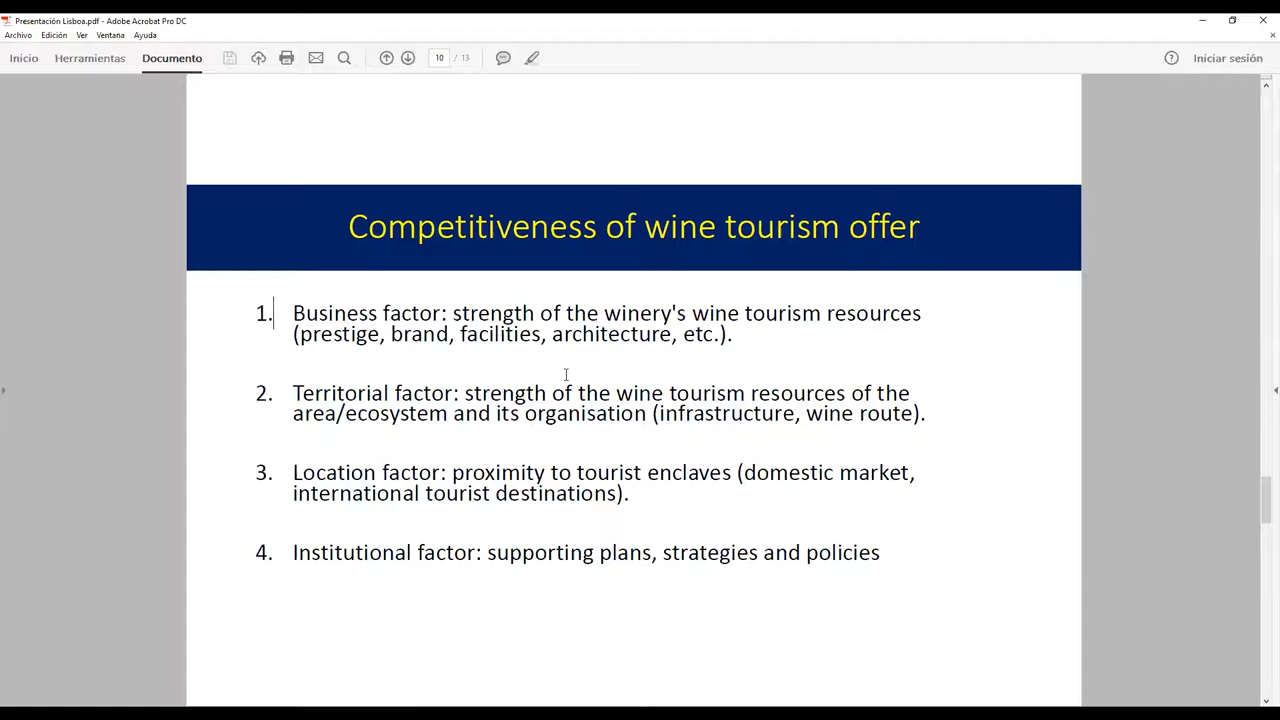 Presentación Lisboa.pdf - Adobe Acrobat Pro DC
Archivo Edición Ver Ventana Ayuda
Inicio Herramientas Documento 10 / 13 Iniciar sesión
Competitiveness of wine tourism offer
1. Business factor: strength of the winery's wine tourism resources
(prestige, brand, facilities, architecture, etc.).
2. Territorial factor: strength of the wine tourism resources of the
area/ecosystem and its organisation (infrastructure, wine route).
3. Location factor: proximity to tourist enclaves (domestic market,
international tourist destinations).
4. Institutional factor: supporting plans, strategies and policies